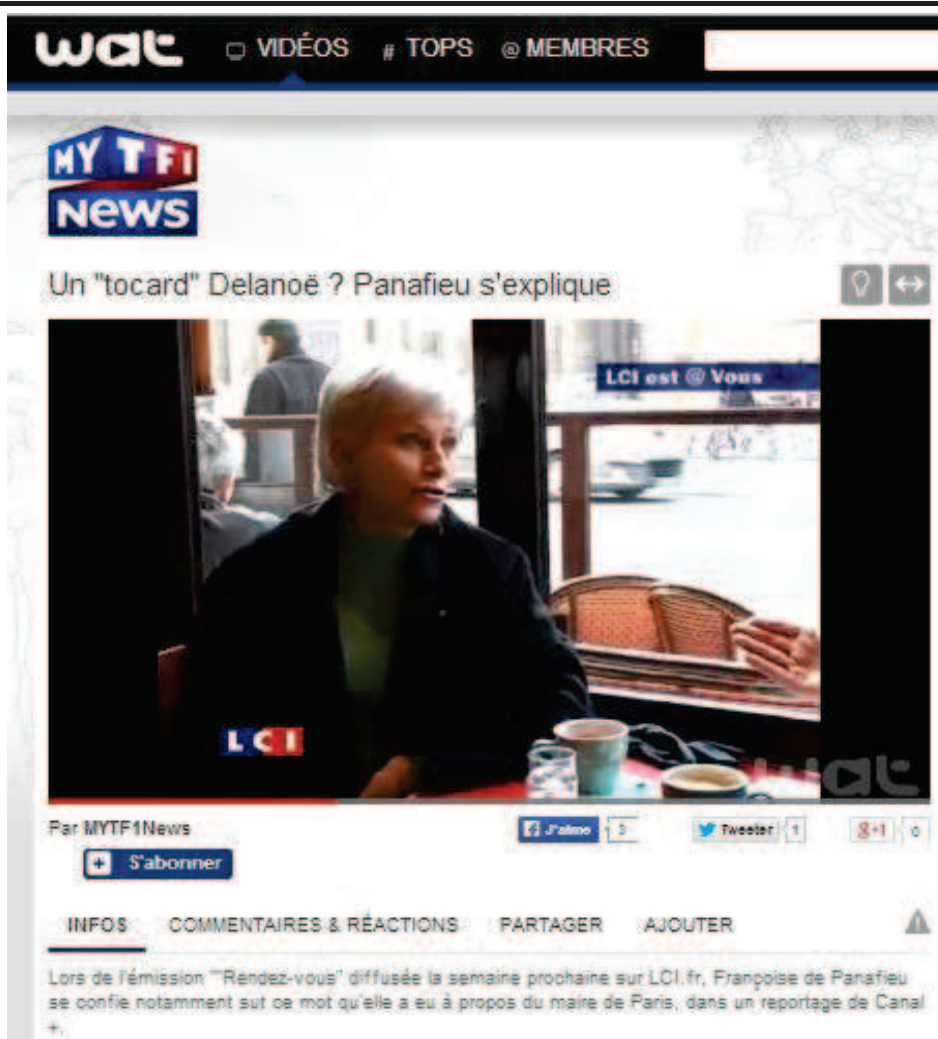 wat VIDÉOS # TOPS @ MEMBRES
MY TF1
News
Un "tocard" Delanoë ? Panafieu s'explique
LCI est @ Vous
LCI
wat
Par MYTF1News
J'aime 3 Tweeter 1 g+1 0
+ S'abonner
INFOS COMMENTAIRES & RÉACTIONS PARTAGER AJOUTER
Lors de l'émission ""Rendez-vous" diffusée la semaine prochaine sur LCI.fr, Françoise de Panafieu
se confie notamment sut ce mot qu'elle a eu à propos du maire de Paris, dans un reportage de Canal
+.